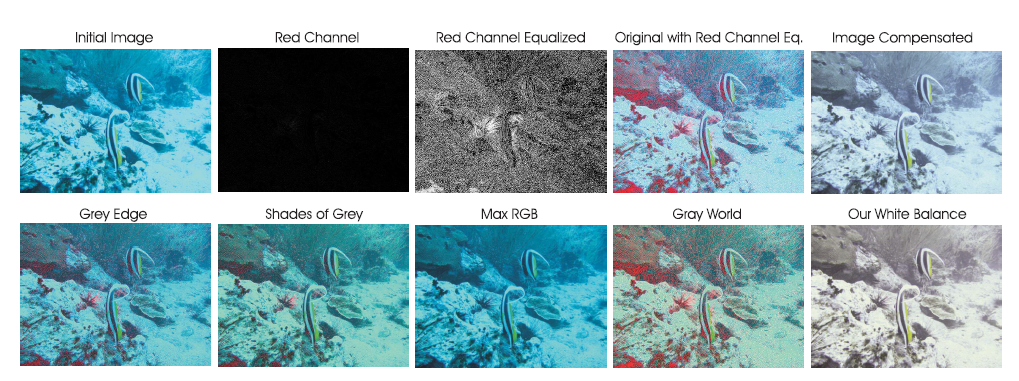 Initial Image
Red Channel
Red Channel Equalized
Original with Red Channel Eq.
Image Compensated
Grey Edge
Shades of Grey
Max RGB
Gray World
Our White Balance